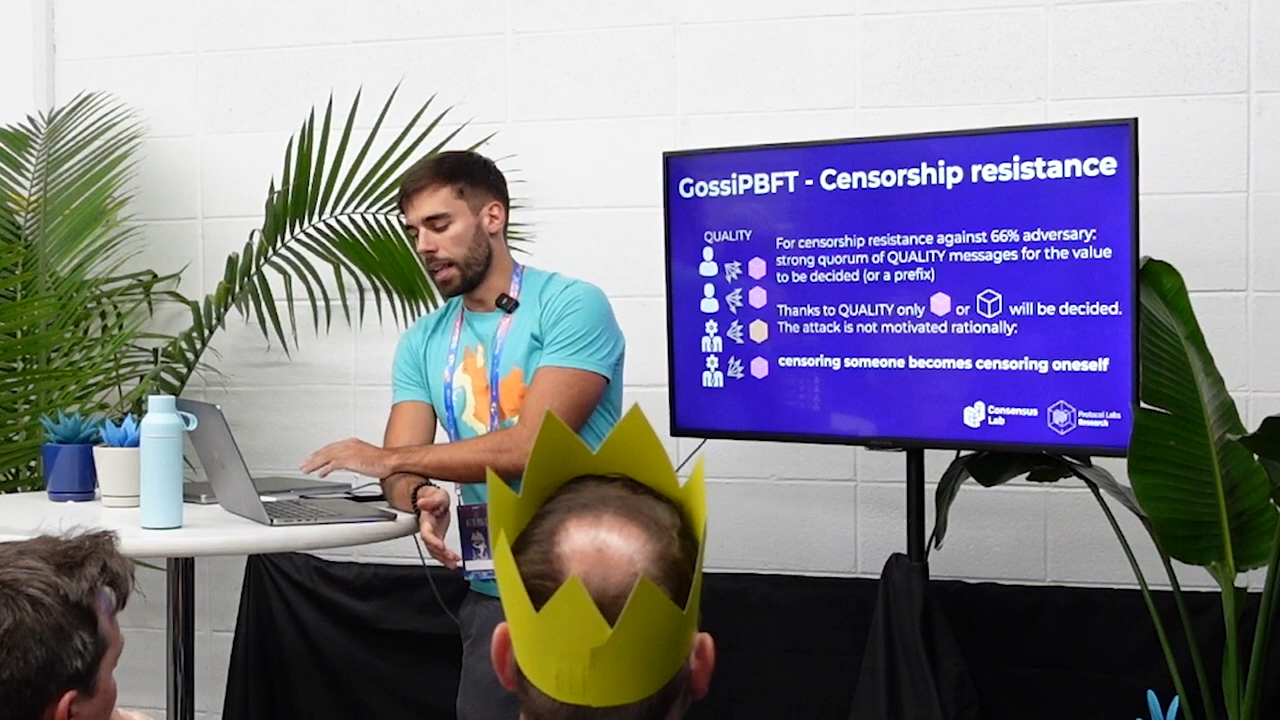 GossiPBFT - Censorship resistance
QUALITY
For censorship resistance against 66% adversary:
strong quorum of QUALITY messages for the value
to be decided (or a prefix)
Thanks to QUALITY only or will be decided.
The attack is not motivated rationally:
censoring someone becomes censoring oneself
Consensus
Lab
Protocol Labs
Research